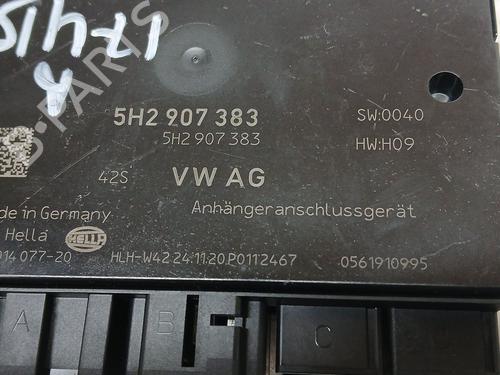 5H2 907 383
SW:0040
5H2 907 383
HW:H09
42S
VW AG
de in Germany
Anhängeranschlussgerät
Hella
HELLA
014 077-20
HLH-W42 24.11.20 P0112467
0561910995
A
B
C